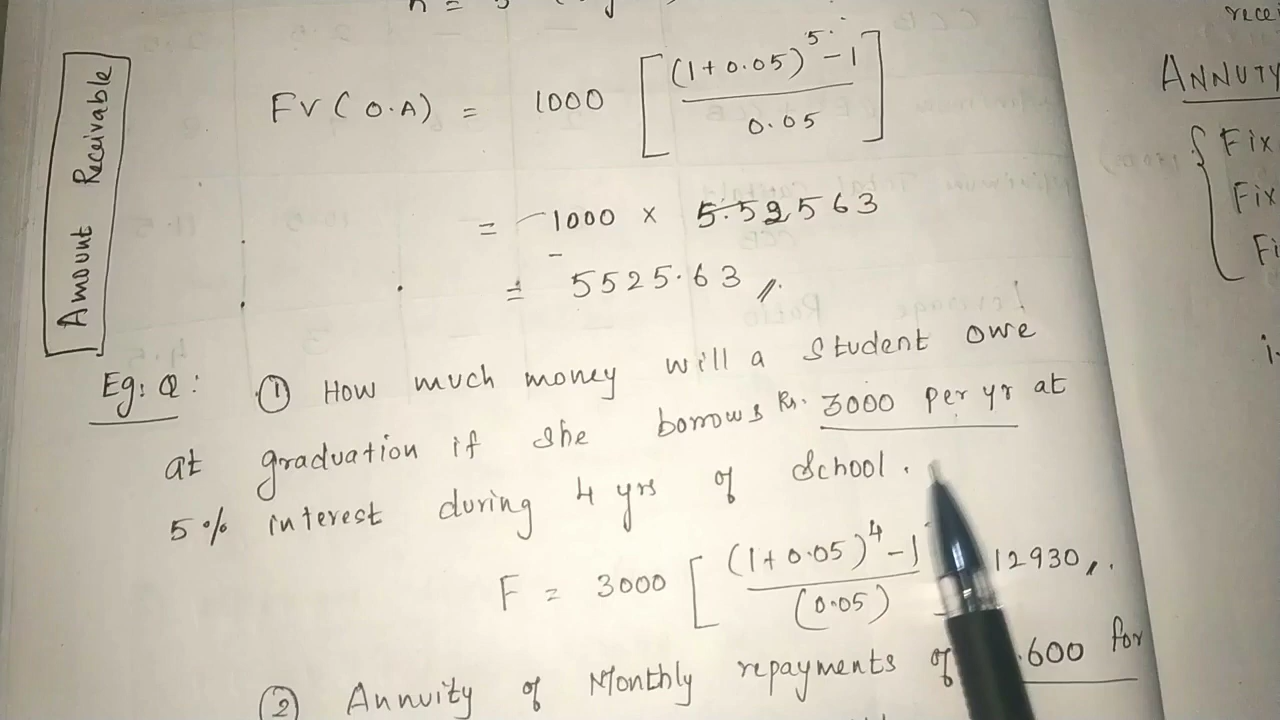 Amount Receivable
FV(O.A) = 1000 [ (1+0.05)^5 - 1 / 0.05 ]
= 1000 × 5.52563
= 5525.63 //.
Eg: Q: ① How much money will a student owe
at graduation if she borrows Rs. 3000 per yr at
5% interest during 4 yrs of School.
F = 3000 [ (1+0.05)^4 - 1 / (0.05) 12930 //.
② Annuity of Monthly repayments of .600 for
ANNUTY
{ Fix
Fix
Fi